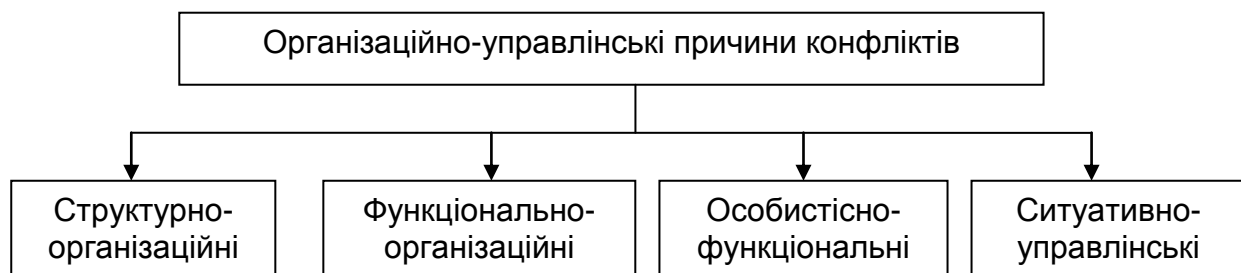 Організаційно-управлінські причини конфліктів
Структурно-
організаційні
Функціонально-
організаційні
Особистісно-
функціональні
Ситуативно-
управлінські